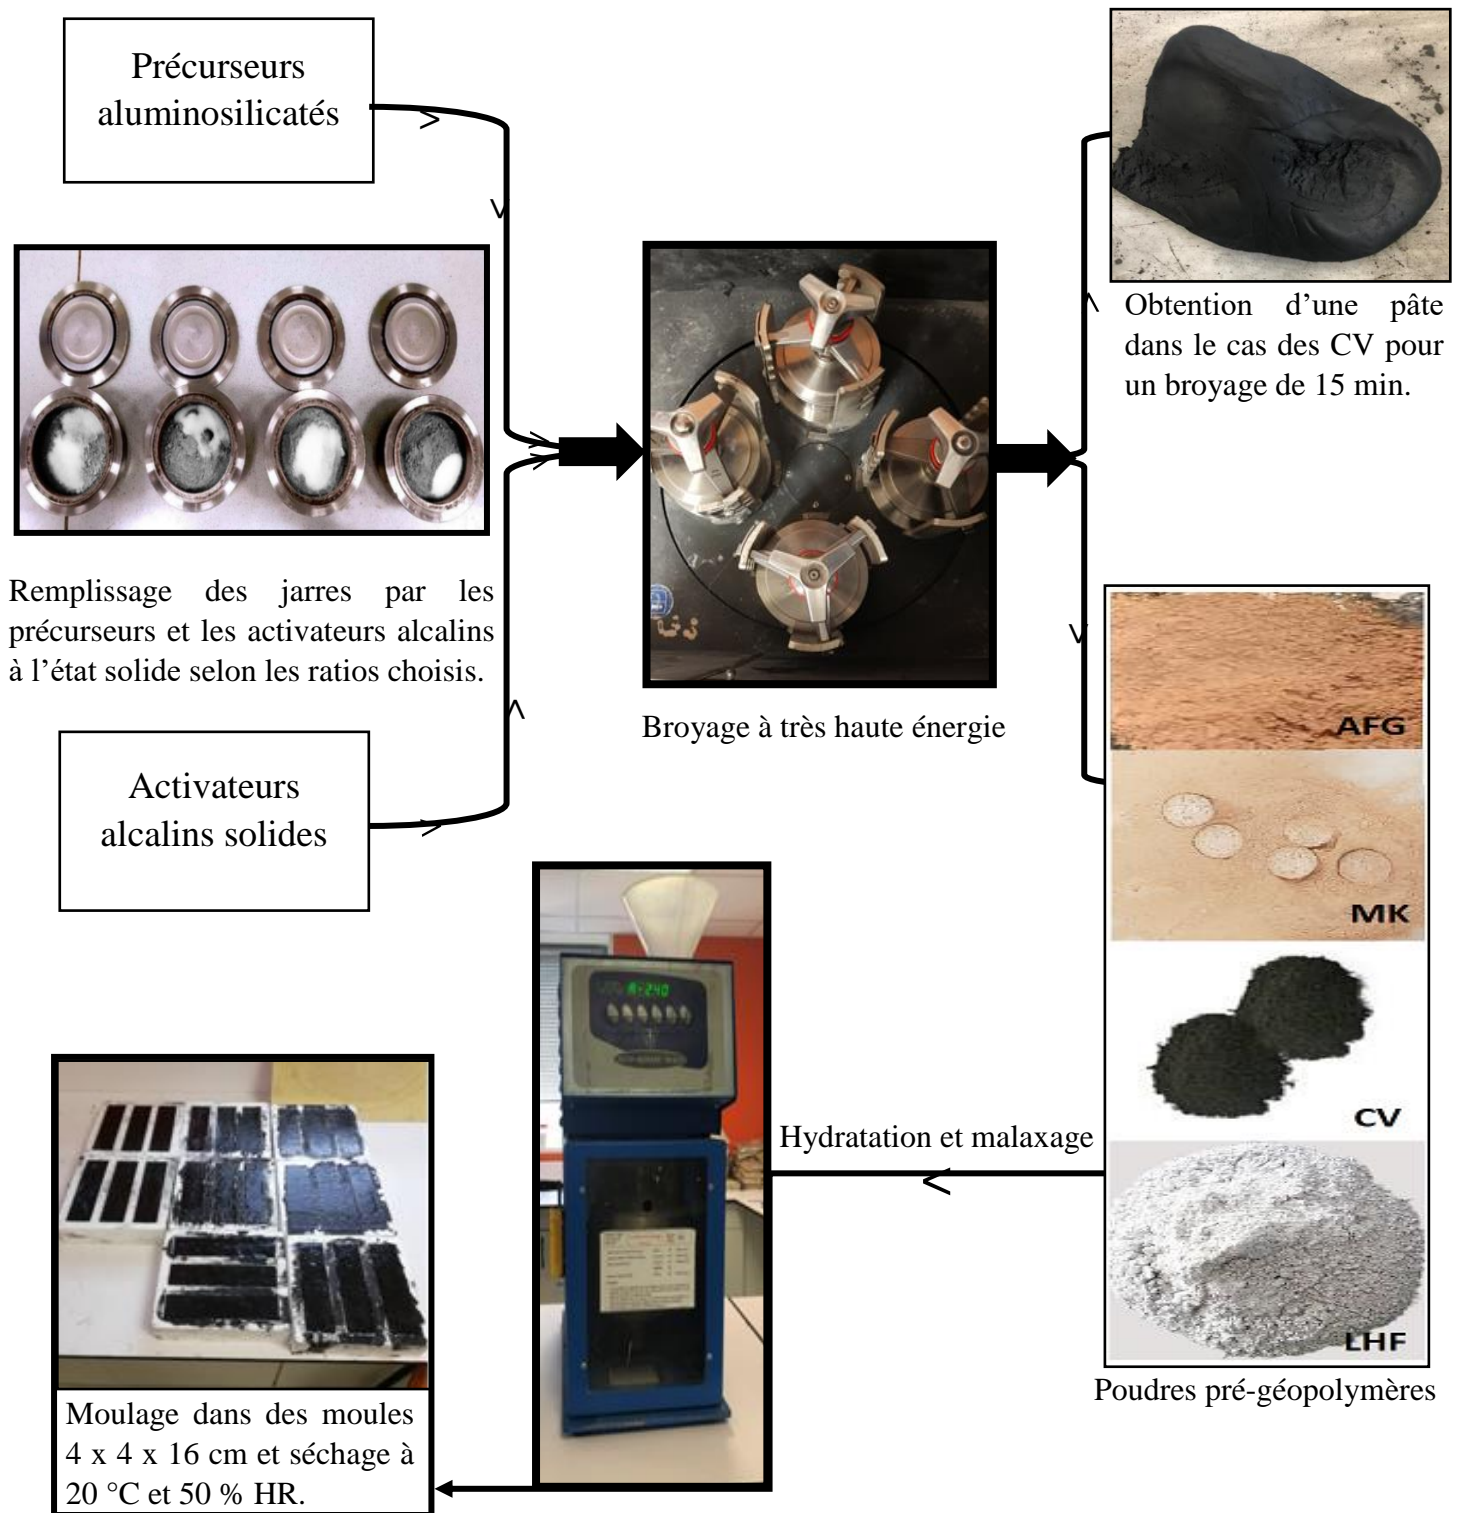 Précurseurs
aluminosilicatés
Remplissage des jarres par les
précurseurs et les activateurs alcalins
à l’état solide selon les ratios choisis.
Activateurs
alcalins solides
Broyage à très haute énergie
Obtention d’une pâte
dans le cas des CV pour
un broyage de 15 min.
AFG
MK
CV
LHF
Poudres pré-géopolymères
Hydratation et malaxage
Moulage dans des moules
4 x 4 x 16 cm et séchage à
20 °C et 50 % HR.